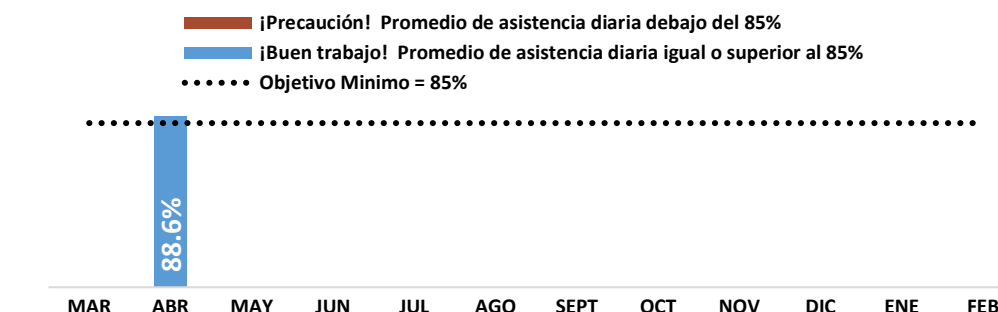 ¡Precaución! Promedio de asistencia diaria debajo del 85%
¡Buen trabajo! Promedio de asistencia diaria igual o superior al 85%
Objetivo Minimo = 85%
88.6%
MAR ABR MAY JUN JUL AGO SEPT OCT NOV DIC ENE FEB